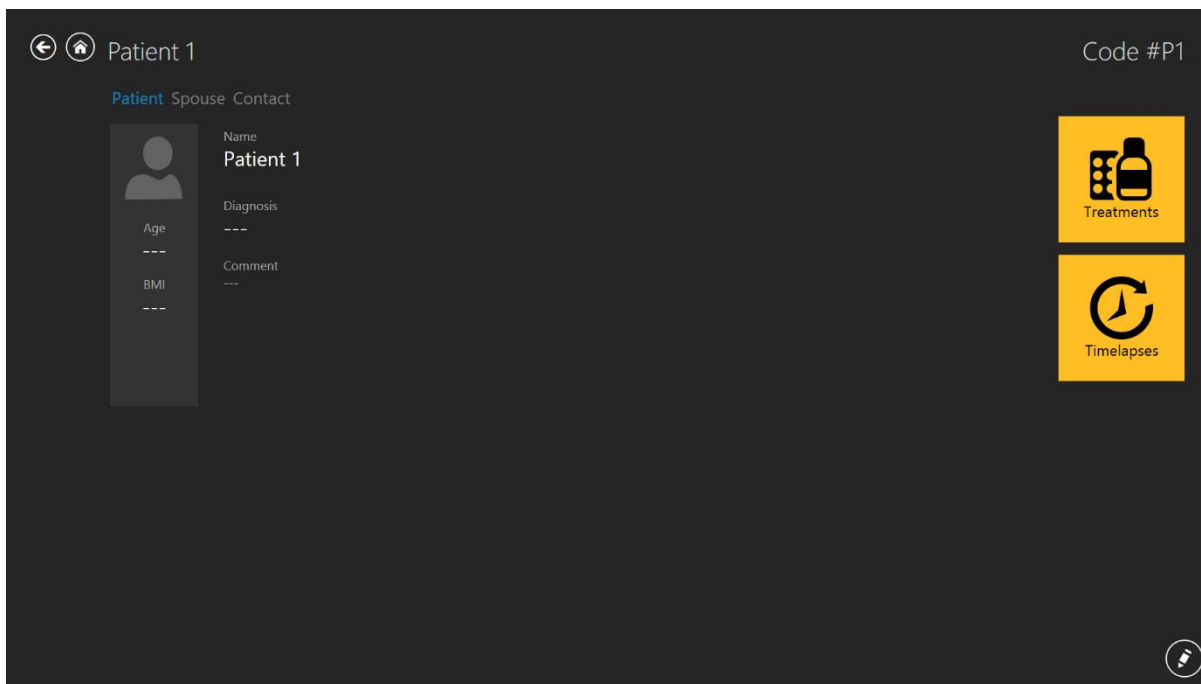 Patient 1
Code #P1
Patient Spouse Contact
Name
Patient 1
Diagnosis
---
Comment
---
Age
---
BMI
---
Treatments
Timelapses